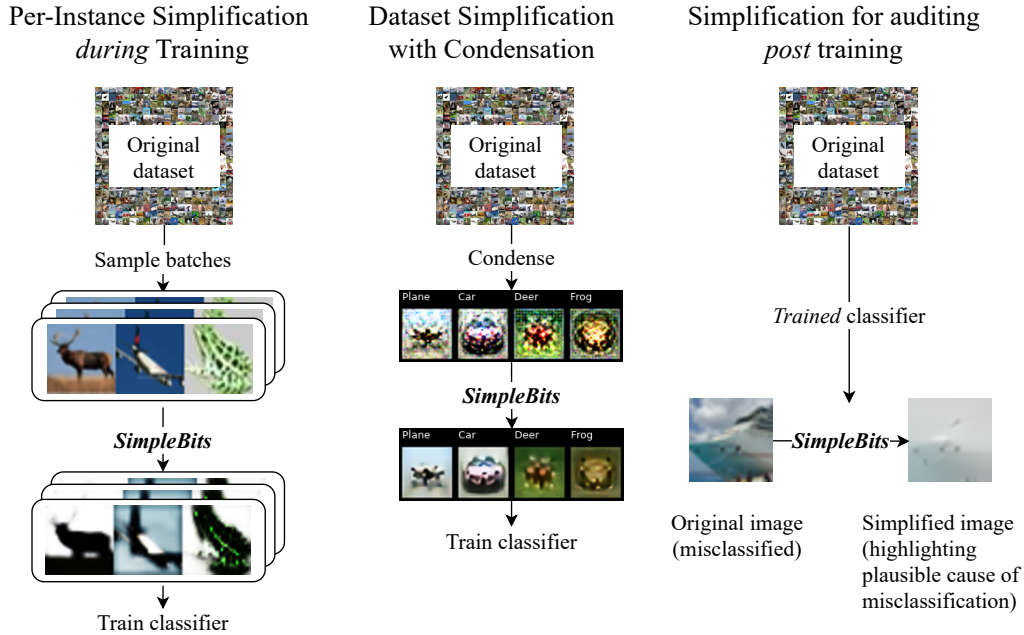 Per-Instance Simplification
during Training
Original
dataset
Sample batches
SimpleBits
Train classifier
Dataset Simplification
with Condensation
Original
dataset
Condense
Plane Car Deer Frog
SimpleBits
Plane Car Deer Frog
Train classifier
Simplification for auditing
post training
Original
dataset
Trained classifier
SimpleBits
Original image
(misclassified)
Simplified image
(highlighting
plausible cause of
misclassification)